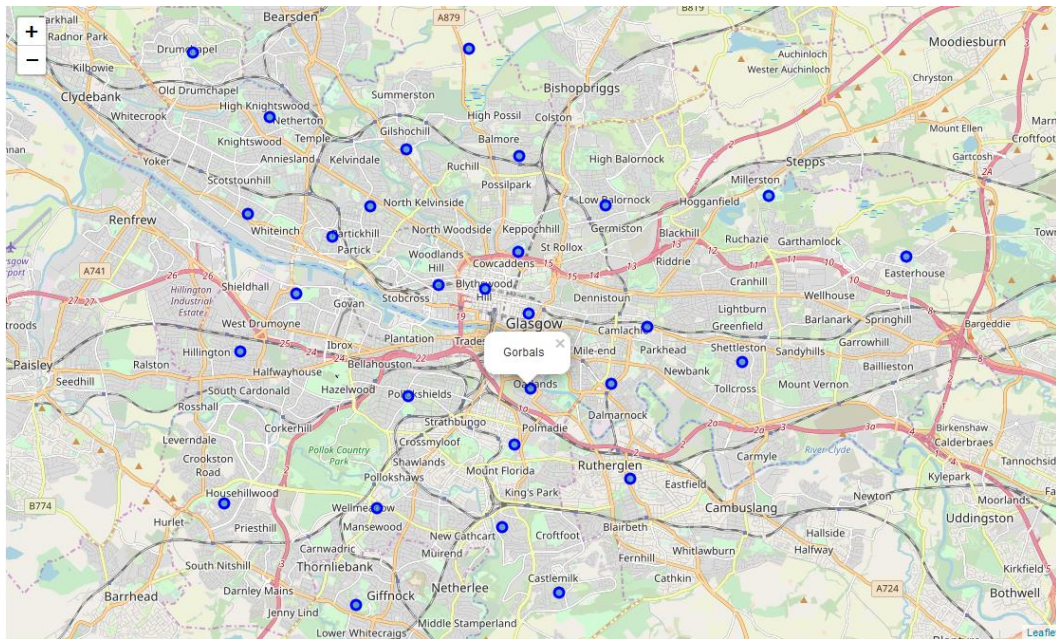 Bearsden
A879
B819
+
Radnor Park
Drumchapel
Moodiesburn
Auchinloch
Kilbowie
Wester Auchinloch
Old Drumchapel
Summerston
Bishopbriggs
Chryston
Clydebank
High Knightswood
High Possil
Whitecrook
Netherton
Colston
Mount Ellen
Temple
Gilshochill
Balmore
Knightswood
Gartcosh
Yoker
Anniesland
Kelvindale
Ruchill
High Balornock
Stepps
Scotstounhill
Possilpark
Millerston
2A
Renfrew
North Kelvinside
Low Balornock
Hogganfield
Whiteinch
Partickhill
North Woodside
Keppochhill
Germiston
Blackhill
13
Ruchazie
Garthamlock
Partick
Woodlands
Hill
St Rollox
Riddrie
A741
26
Cowcaddens
Easterhouse
Hillington
Industrial
Estate
Shieldhall
Stobcross
Blythswood
Hill
Dennistoun
Cranhill
Wellhouse
Govan
Lightburn
West Drumoyne
Plantation
19
Glasgow
Camlachie
Greenfield
Barlanark
Springhill
Bargeddie
Ibrox
Garrowhill
Paisley
Ralston
Hillington
Halfwayhouse
Bellahouston
22
Gorbals
×
Mile-end
Parkhead
Shettleston
Sandyhills
Baillieston
Seedhill
South Cardonald
Hazelwood
Newbank
Tollcross
Mount Vernon
Rosshall
Pollokshields
Oatlands
Dalmarnock
Corkerhill
Strathbungo
10
Polmadie
Birkenshaw
Leverndale
Crossmyloof
Calderbraes
Crookston
Road
Pollok Country
Park
Shawlands
Mount Florida
Rutherglen
Carmyle
River Clyde
Tannochside
Pollokshaws
Eastfield
Kylepark
Househillwood
King's Park
Newton
Moorlands
B774
Wellmeadow
Cambuslang
Uddington
Hurlet
Priesthill
Mansewood
New Cathcart
Croftfoot
Blairbeth
Hallside
Carnwadric
Muirend
Whitlawburn
Halfway
Thornliebank
Fernhill
South Nitshill
Kirkfield
Darnley Mains
Netherlee
Castlemilk
Cathkin
A724
Bothwell
Barrhead
Giffnock
Jenny Lind
Middle Stamperland
Lower Whitecraigs